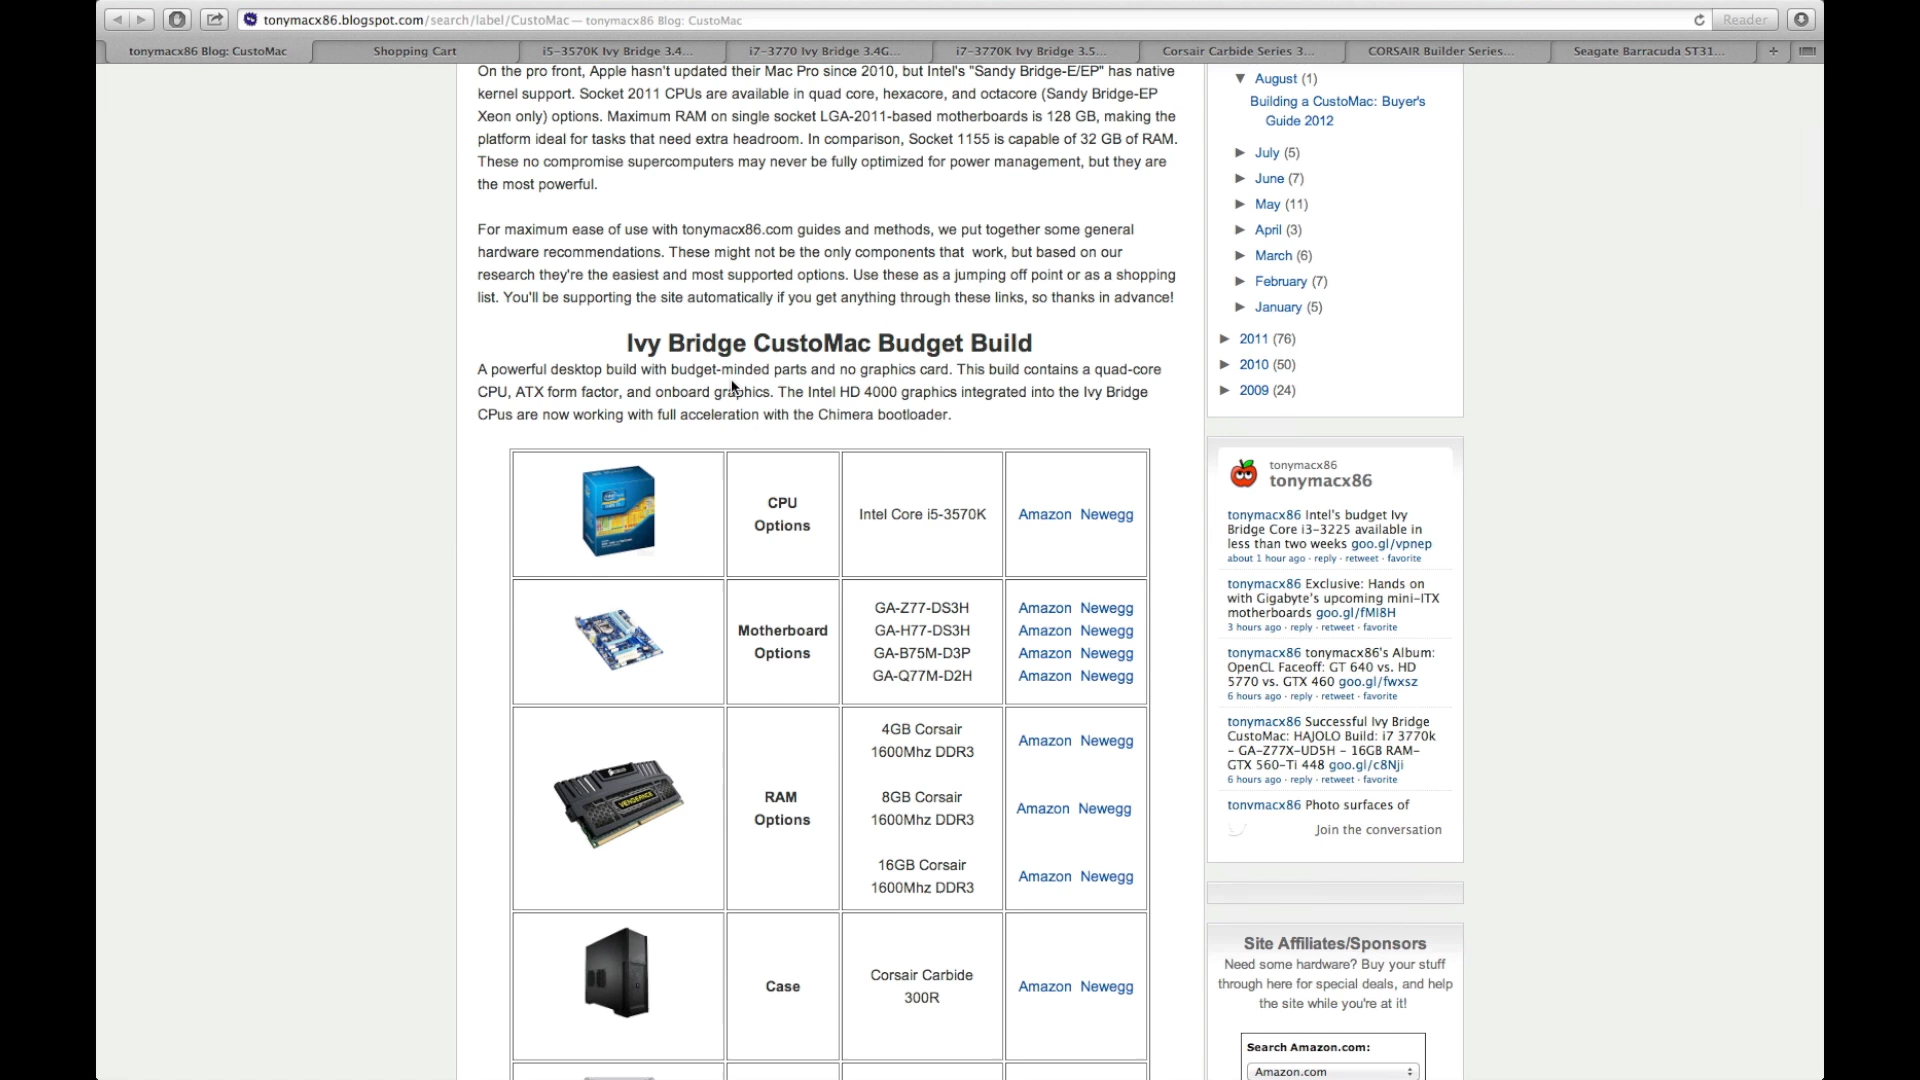 tonymacx86.blogspot.com/search/label/CustoMac — tonymacx86 Blog: CustoMac
Reader
tonymacx86 Blog: CustoMac
Shopping Cart
i5-3570K Ivy Bridge 3.4...
i7-3770 Ivy Bridge 3.4G...
i7-3770K Ivy Bridge 3.5...
Corsair Carbide Series 3...
CORSAIR Builder Series...
Seagate Barracuda ST31...
On the pro front, Apple hasn't updated their Mac Pro since 2010, but Intel's "Sandy Bridge-E/EP" has native
kernel support. Socket 2011 CPUs are available in quad core, hexacore, and octacore (Sandy Bridge-EP
Xeon only) options. Maximum RAM on single socket LGA-2011-based motherboards is 128 GB, making the
platform ideal for tasks that need extra headroom. In comparison, Socket 1155 is capable of 32 GB of RAM.
These no compromise supercomputers may never be fully optimized for power management, but they are
the most powerful.
For maximum ease of use with tonymacx86.com guides and methods, we put together some general
hardware recommendations. These might not be the only components that work, but based on our
research they're the easiest and most supported options. Use these as a jumping off point or as a shopping
list. You'll be supporting the site automatically if you get anything through these links, so thanks in advance!
Ivy Bridge CustoMac Budget Build
A powerful desktop build with budget-minded parts and no graphics card. This build contains a quad-core
CPU, ATX form factor, and onboard graphics. The Intel HD 4000 graphics integrated into the Ivy Bridge
CPus are now working with full acceleration with the Chimera bootloader.
CPU
Options
Intel Core i5-3570K
Amazon Newegg
Motherboard
Options
GA-Z77-DS3H
GA-H77-DS3H
GA-B75M-D3P
GA-Q77M-D2H
Amazon Newegg
Amazon Newegg
Amazon Newegg
Amazon Newegg
VENGEANCE
RAM
Options
4GB Corsair
1600Mhz DDR3
Amazon Newegg
8GB Corsair
1600Mhz DDR3
Amazon Newegg
16GB Corsair
1600Mhz DDR3
Amazon Newegg
Case
Corsair Carbide
300R
Amazon Newegg
▼ August (1)
Building a CustoMac: Buyer's
Guide 2012
► July (5)
► June (7)
► May (11)
► April (3)
► March (6)
► February (7)
► January (5)
► 2011 (76)
► 2010 (50)
► 2009 (24)
tonymacx86
tonymacx86
tonymacx86 Intel's budget Ivy
Bridge Core i3-3225 available in
less than two weeks goo.gl/vpnep
about 1 hour ago · reply · retweet · favorite
tonymacx86 Exclusive: Hands on
with Gigabyte's upcoming mini-ITX
motherboards goo.gl/fMI8H
3 hours ago · reply · retweet · favorite
tonymacx86 tonymacx86's Album:
OpenCL Faceoff: GT 640 vs. HD
5770 vs. GTX 460 goo.gl/fwxsz
6 hours ago · reply · retweet · favorite
tonymacx86 Successful Ivy Bridge
CustoMac: HAJOLO Build: i7 3770k
- GA-Z77X-UD5H - 16GB RAM-
GTX 560-Ti 448 goo.gl/c8Nji
6 hours ago · reply · retweet · favorite
tonymacx86 Photo surfaces of
Join the conversation
Site Affiliates/Sponsors
Need some hardware? Buy your stuff
through here for special deals, and help
the site while you're at it!
Search Amazon.com:
Amazon.com